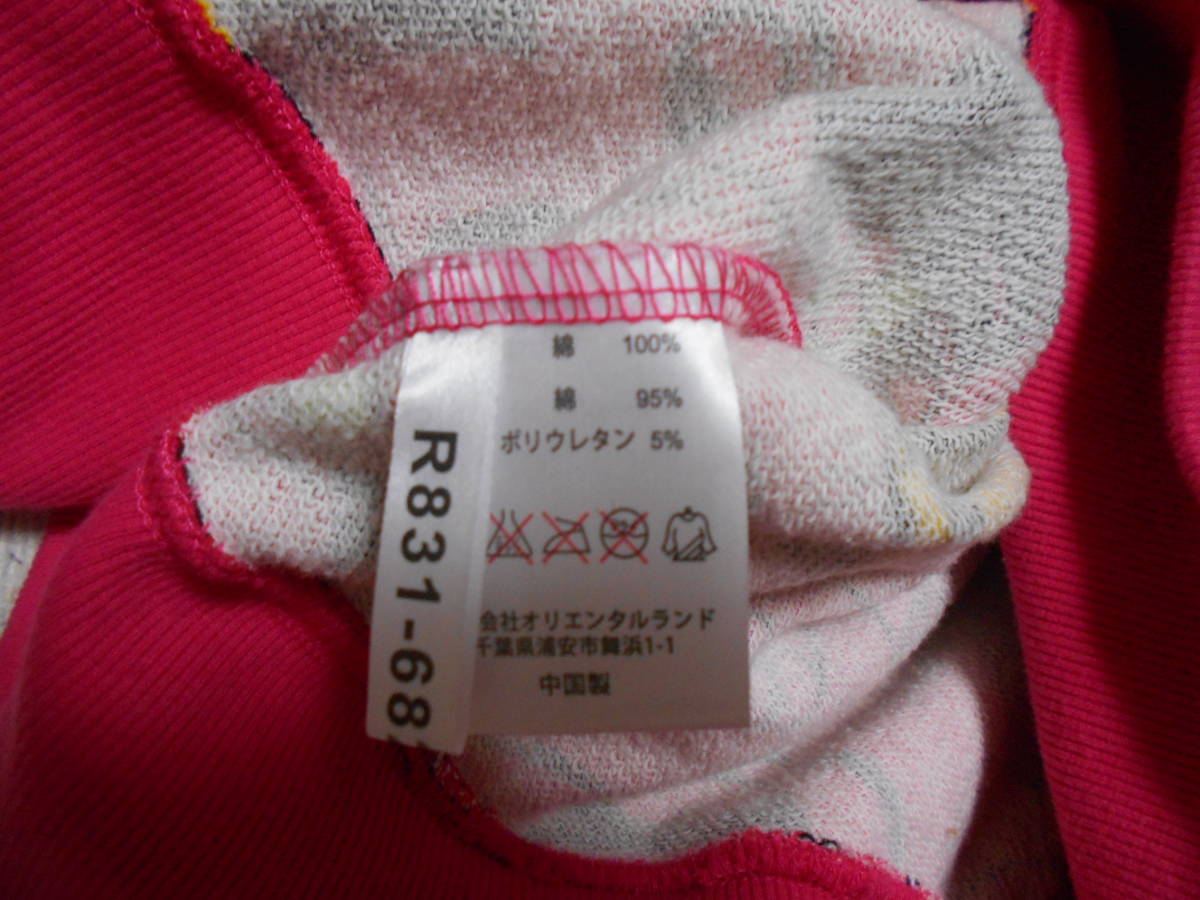 綿 100%
綿 95%
ポリウレタン 5%
会社オリエンタルランド
千葉県浦安市舞浜1-1
中国製
R831-68